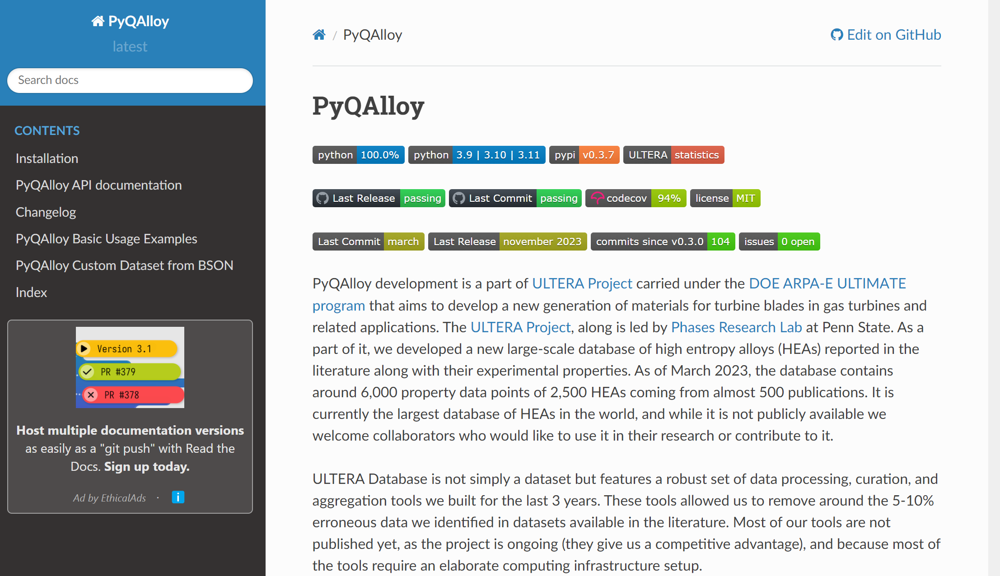 PyQAlloy
latest
Search docs
CONTENTS
Installation
PyQAlloy API documentation
Changelog
PyQAlloy Basic Usage Examples
PyQAlloy Custom Dataset from BSON
Index
Version 3.1
PR #379
PR #378
Host multiple documentation versions
as easily as a "git push" with Read the
Docs. Sign up today.
Ad by EthicalAds · i
/ PyQAlloy
Edit on GitHub
PyQAlloy
python 100.0% python 3.9 | 3.10 | 3.11 pypi v0.3.7 ULTERA statistics
Last Release passing Last Commit passing codecov 94% license MIT
Last Commit march Last Release november 2023 commits since v0.3.0 104 issues 0 open
PyQAlloy development is a part of ULTERA Project carried under the DOE ARPA-E ULTIMATE
program that aims to develop a new generation of materials for turbine blades in gas turbines and
related applications. The ULTERA Project, along is led by Phases Research Lab at Penn State. As a
part of it, we developed a new large-scale database of high entropy alloys (HEAs) reported in the
literature along with their experimental properties. As of March 2023, the database contains
around 6,000 property data points of 2,500 HEAs coming from almost 500 publications. It is
currently the largest database of HEAs in the world, and while it is not publicly available we
welcome collaborators who would like to use it in their research or contribute to it.
ULTERA Database is not simply a dataset but features a robust set of data processing, curation, and
aggregation tools we built for the last 3 years. These tools allowed us to remove around the 5-10%
erroneous data we identified in datasets available in the literature. Most of our tools are not
published yet, as the project is ongoing (they give us a competitive advantage), and because most of
the tools require an elaborate computing infrastructure setup.